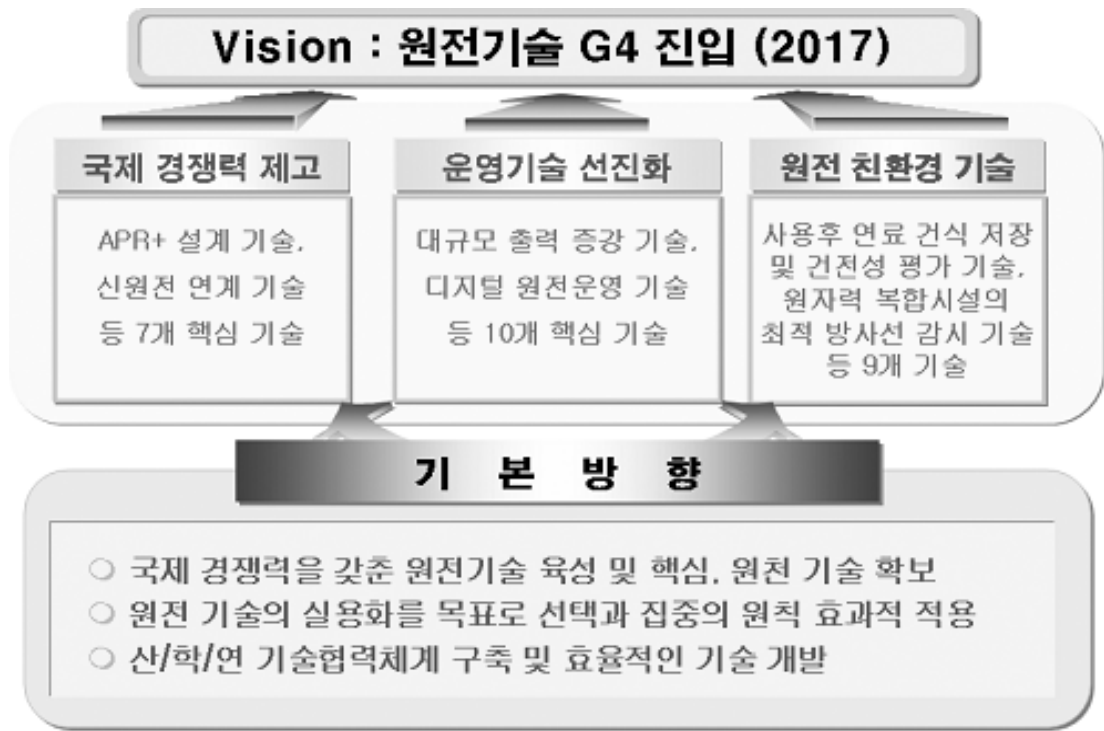 Vision : 원전기술 G4 진입 (2017)
국제 경쟁력 제고
APR+ 설계 기술,
신원전 연계 기술
등 7개 핵심 기술
운영기술 선진화
대규모 출력 증강 기술,
디지털 원전운영 기술
등 10개 핵심 기술
원전 친환경 기술
사용후 연료 건식 저장
및 건전성 평가 기술,
원자력 복합시설의
최적 방사선 감시 기술
등 9개 기술
기 본 방 향
○ 국제 경쟁력을 갖춘 원전기술 육성 및 핵심, 원천 기술 확보
○ 원전 기술의 실용화를 목표로 선택과 집중의 원칙 효과적 적용
○ 산/학/연 기술협력체계 구축 및 효율적인 기술 개발